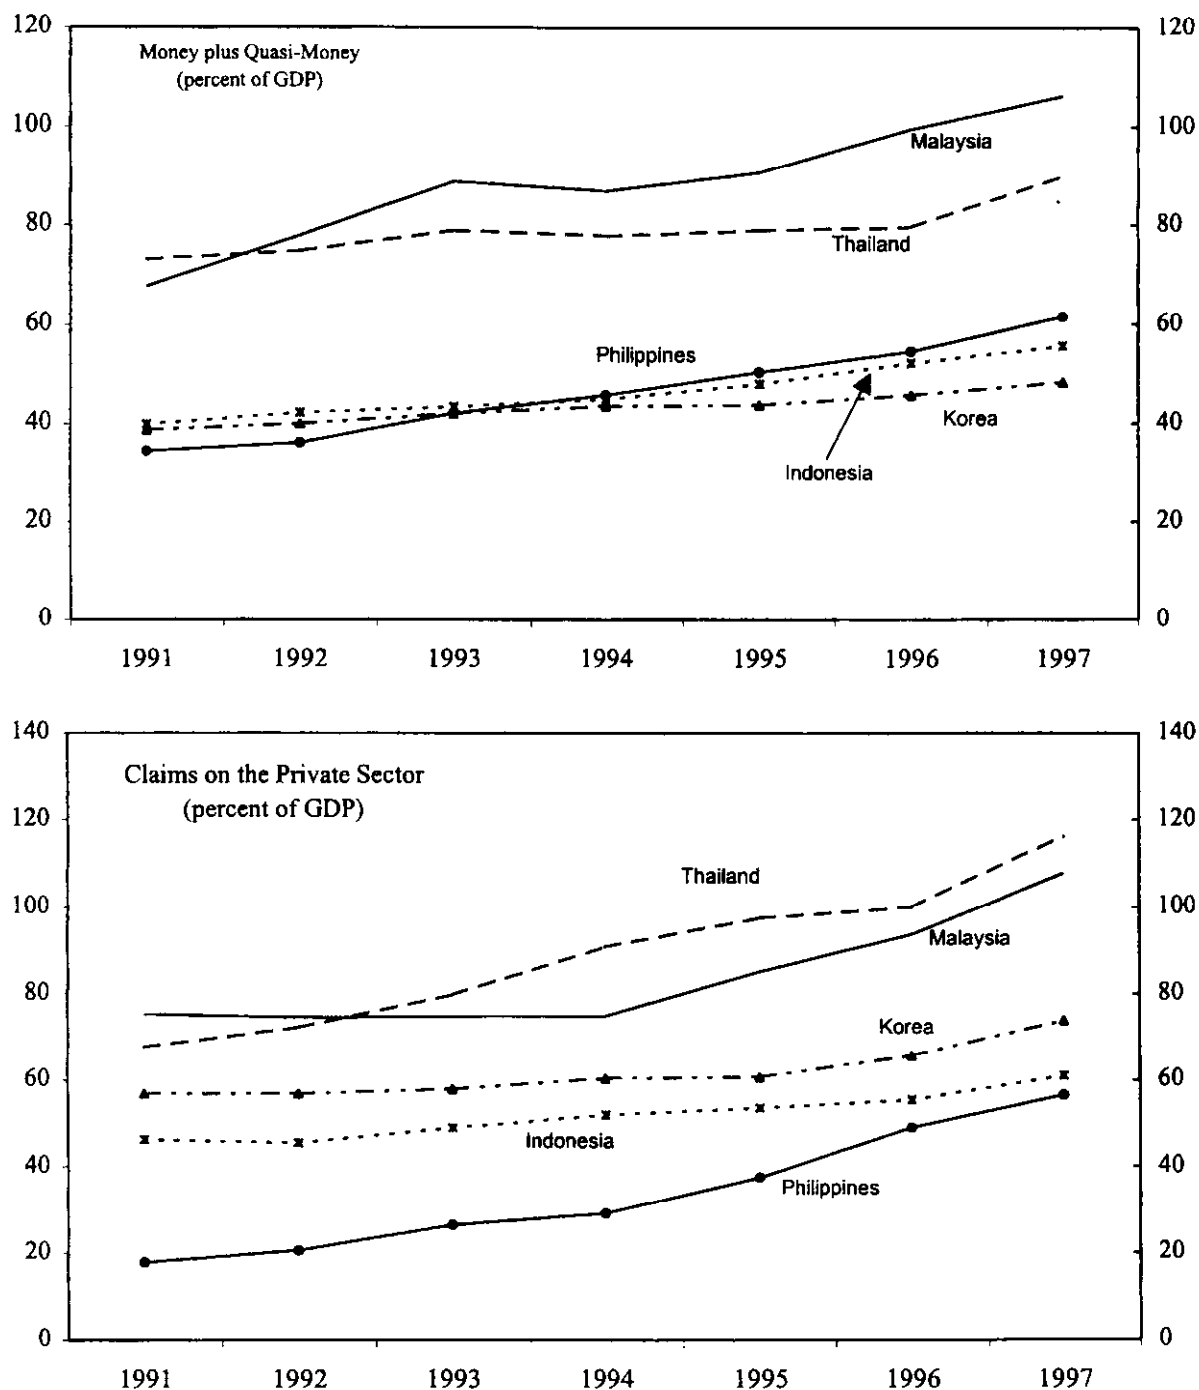 120 120
Money plus Quasi-Money
(percent of GDP)
100 100
Malaysia
80 80
Thailand
60 60
Philippines
40 40
Korea
Indonesia
20 20
0 0
1991 1992 1993 1994 1995 1996 1997
140 140
Claims on the Private Sector
(percent of GDP)
120 120
Thailand
100 100
Malaysia
80 80
Korea
60 60
Indonesia
40 40
Philippines
20 20
0 0
1991 1992 1993 1994 1995 1996 1997